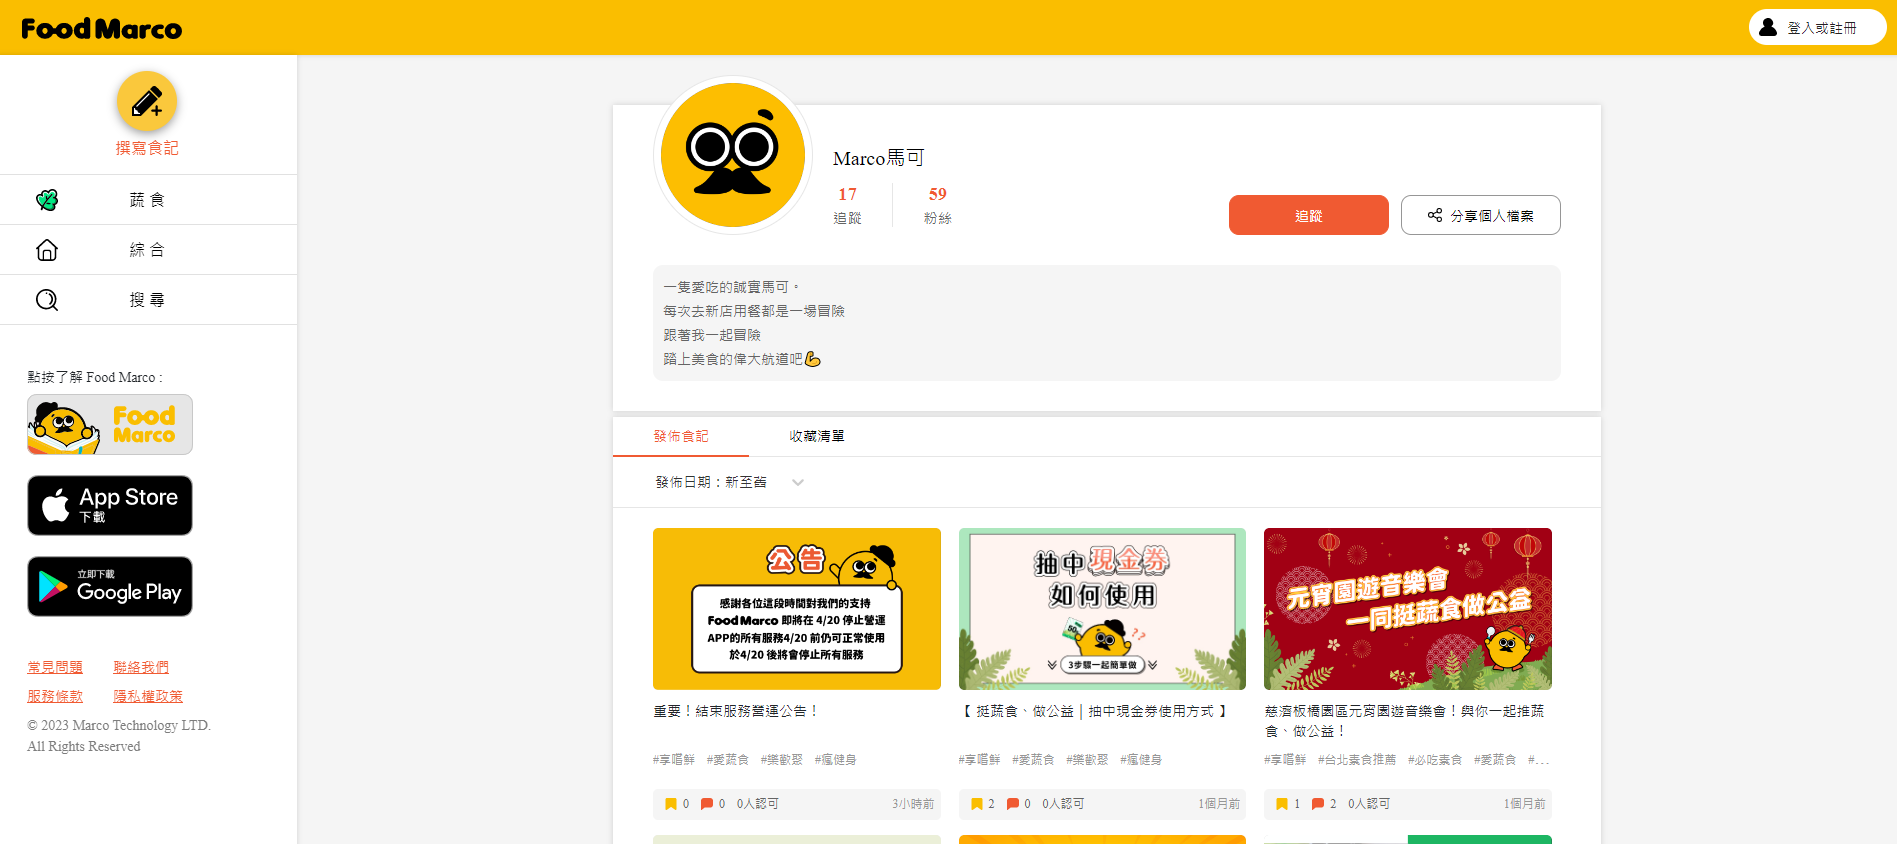 Food Marco
登入或註冊
撰寫食記
蔬食
綜合
搜尋
點按了解 Food Marco :
Food
Marco
App Store
下載
立即下載
Google Play
常見問題 聯絡我們
服務條款 隱私權政策
© 2023 Marco Technology LTD.
All Rights Reserved
Marco馬可
17 59
追蹤 粉絲
追蹤
分享個人檔案
一隻愛吃的誠實馬可。
每次去新店用餐都是一場冒險
跟著我一起冒險
踏上美食的偉大航道吧💪
發佈食記 收藏清單
發佈日期：新至舊
公告
感謝各位這段時間對我們的支持
Food Marco 即將在 4/20 停止營運
APP的所有服務4/20 前仍可正常使用
於4/20 後將會停止所有服務
重要！結束服務營運公告！
#享嚐鮮 #愛蔬食 #樂歡聚 #瘋健身
0 0 0人認可 3小時前
抽中現金券
如何使用
50
??
3步驟一起簡單做
【 挺蔬食、做公益 | 抽中現金券使用方式 】
#享嚐鮮 #愛蔬食 #樂歡聚 #瘋健身
2 0 0人認可 1個月前
元宵園遊音樂會
一同挺蔬食做公益
慈濟板橋園區元宵園遊音樂會！與你一起推蔬
食、做公益！
#享嚐鮮 #台北素食推薦 #必吃素食 #愛蔬食 #...
1 2 0人認可 1個月前